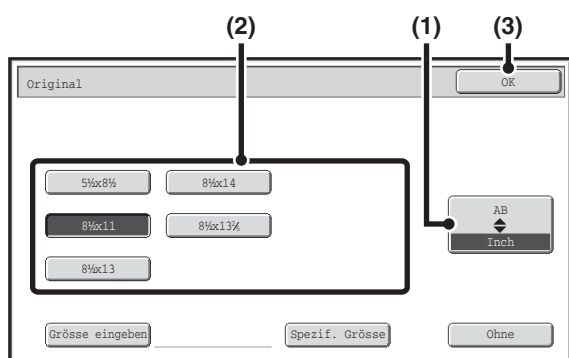 (2) (1) (3)
Original OK
5½x8½ 8½x14
8½x11 8½x13⅖
8½x13
AB
Inch
Grösse eingeben Spezif. Grösse Ohne